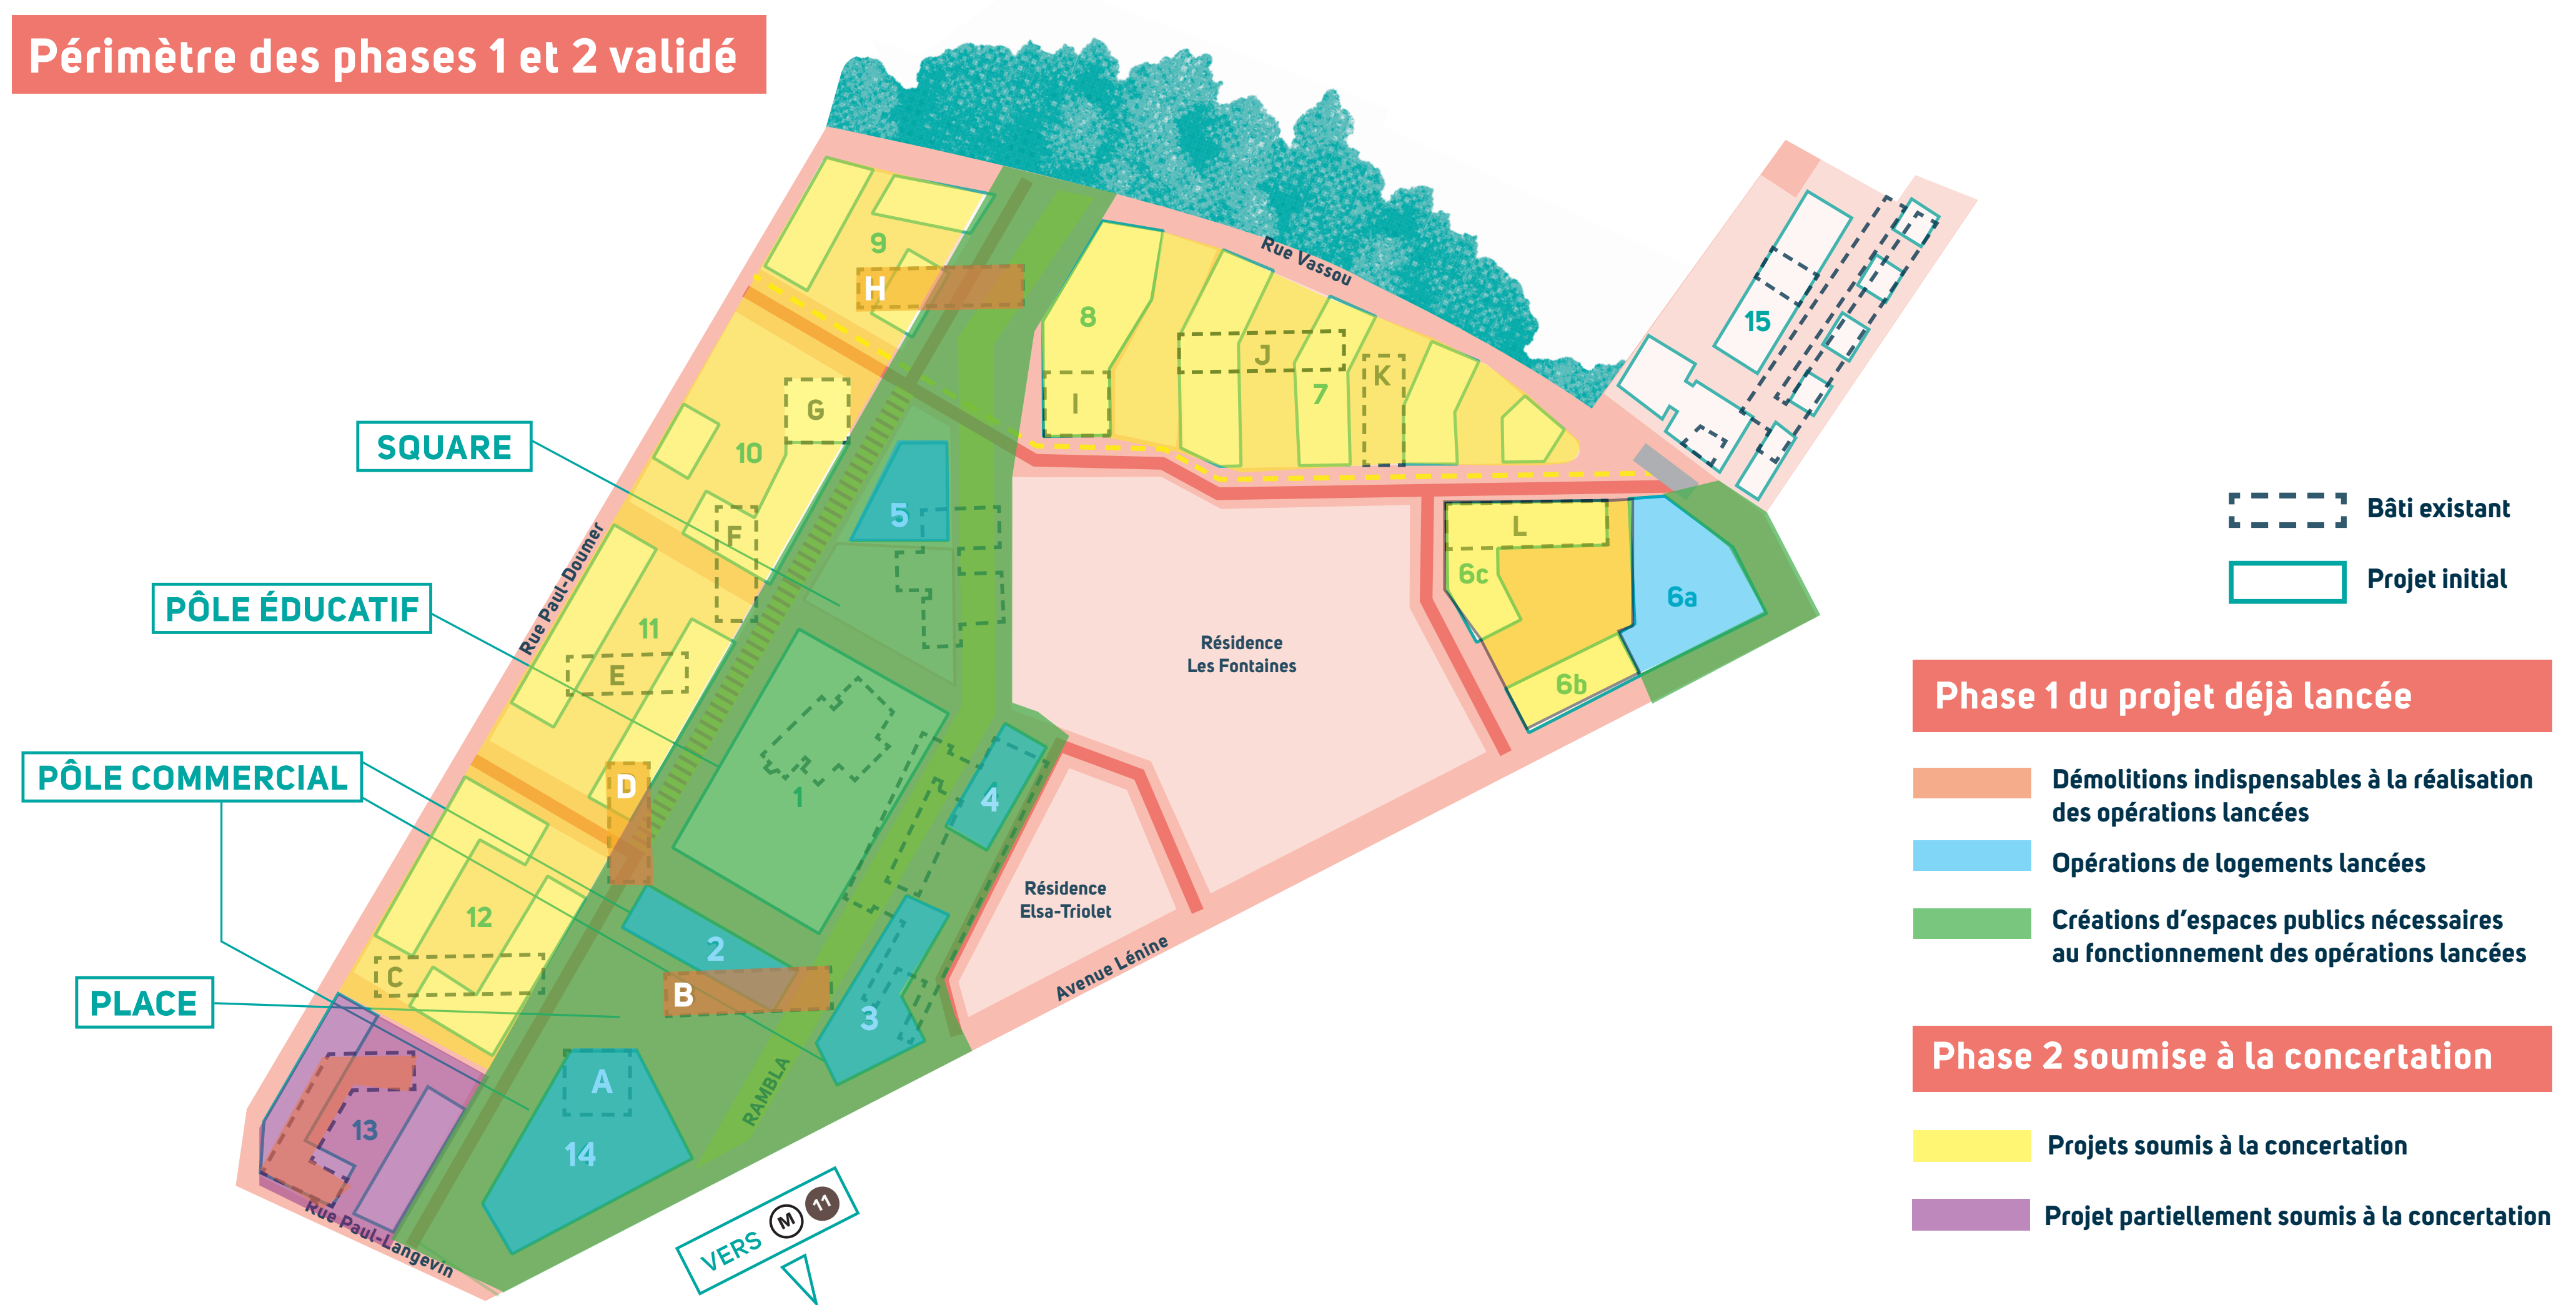 Périmètre des phases 1 et 2 validé
Rue Vassou
9
H
8
I
J
7
K
15
SQUARE
G
10
F
5
Rue Paul-Doumer
PÔLE ÉDUCATIF
11
E
L
6c
6a
6b
Résidence
Les Fontaines
PÔLE COMMERCIAL
D
1
4
12
C
2
B
3
Résidence
Elsa-Triolet
Avenue Lénine
PLACE
A
14
13
RAMBLA
Rue Paul-Langevin
VERS M 11
Bâti existant
Projet initial
Phase 1 du projet déjà lancée
Démolitions indispensables à la réalisation
des opérations lancées
Opérations de logements lancées
Créations d’espaces publics nécessaires
au fonctionnement des opérations lancées
Phase 2 soumise à la concertation
Projets soumis à la concertation
Projet partiellement soumis à la concertation